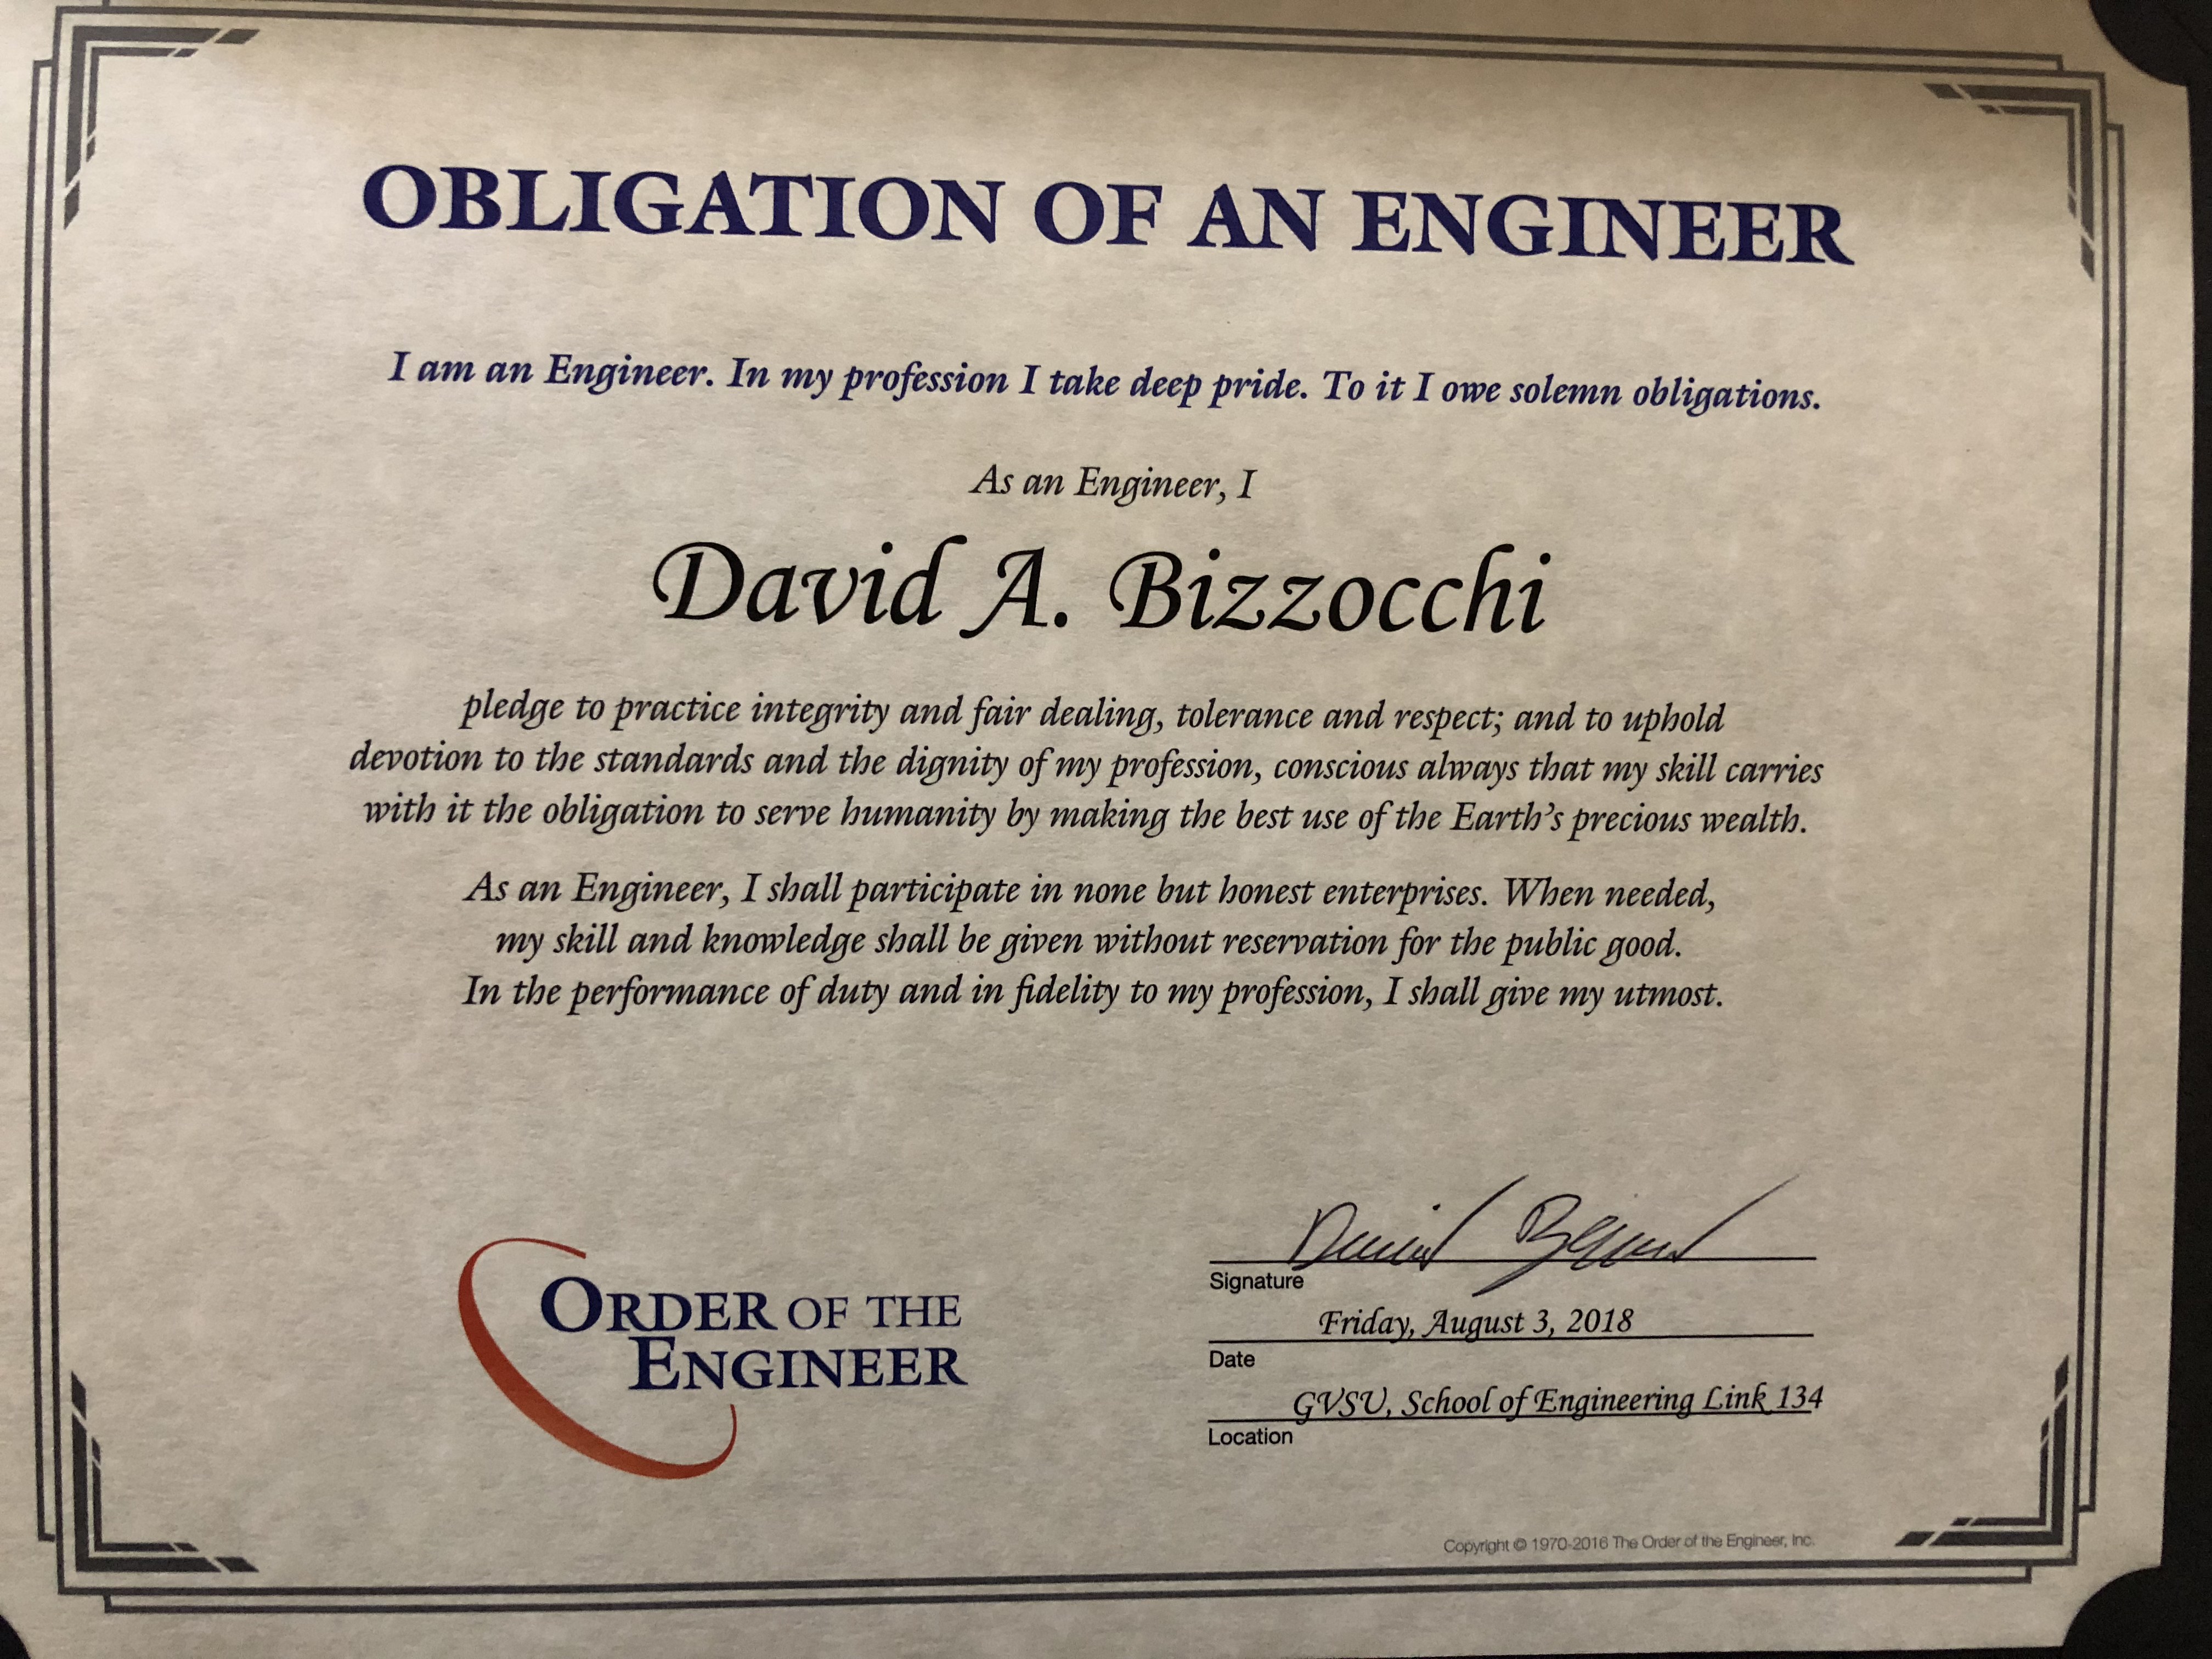 OBLIGATION OF AN ENGINEER
I am an Engineer. In my profession I take deep pride. To it I owe solemn obligations.
As an Engineer, I
David A. Bizzocchi
pledge to practice integrity and fair dealing, tolerance and respect; and to uphold
devotion to the standards and the dignity of my profession, conscious always that my skill carries
with it the obligation to serve humanity by making the best use of the Earth's precious wealth.
As an Engineer, I shall participate in none but honest enterprises. When needed,
my skill and knowledge shall be given without reservation for the public good.
In the performance of duty and in fidelity to my profession, I shall give my utmost.
ORDER OF THE
ENGINEER
Signature
Friday, August 3, 2018
Date
GVSU, School of Engineering Link 134
Location
Copyright © 1970-2016 The Order of the Engineer, Inc.